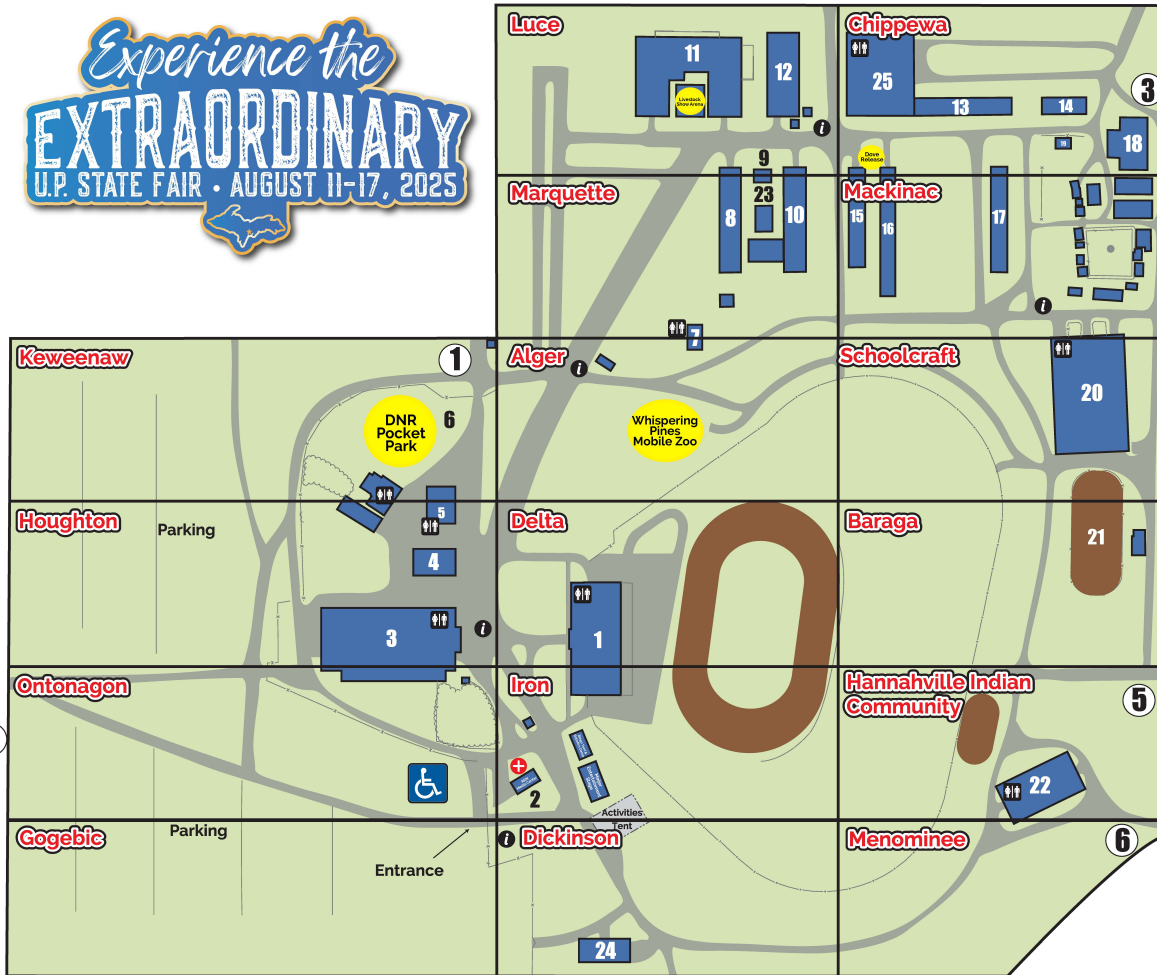 Experience the
EXTRAORDINARY
U.P. STATE FAIR • AUGUST 11-17, 2025
Luce
11
Livestock
Show Arena
12
i
9
Chippewa
25
13
14
3
18
19
Dove
Release
Marquette
8
23
10
7
Mackinac
15
16
17
i
Keweenaw
1
DNR
Pocket
Park
6
Alger
i
Whispering
Pines
Mobile Zoo
Schoolcraft
20
Houghton
Parking
5
4
3
i
Delta
1
Baraga
21
Ontonagon
Iron
2
Activities
Tent
Hannahville Indian
Community
5
22
Gogebic
Parking
Entrance
i
Dickinson
24
Menominee
6